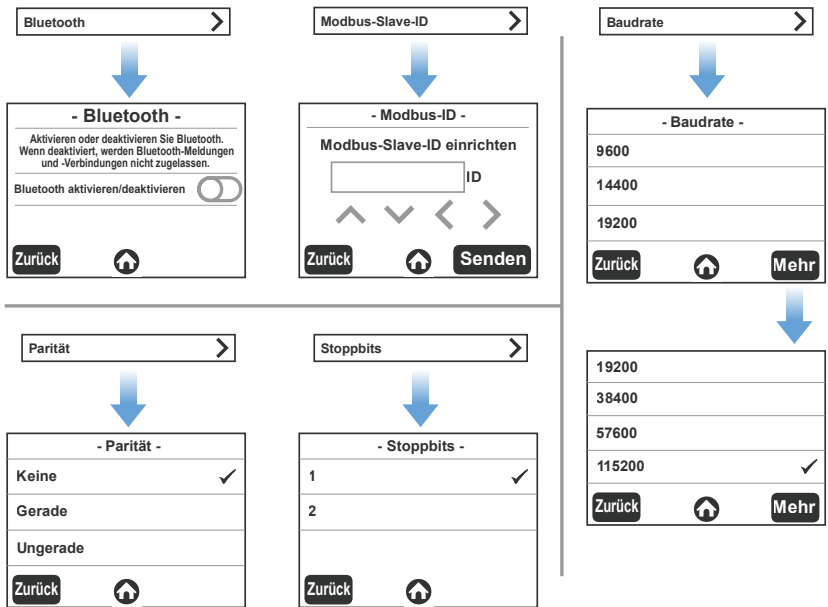 Bluetooth
- Bluetooth -
Aktivieren oder deaktivieren Sie Bluetooth.
Wenn deaktiviert, werden Bluetooth-Meldungen
und -Verbindungen nicht zugelassen.
Bluetooth aktivieren/deaktivieren
Zurück
Modbus-Slave-ID
- Modbus-ID -
Modbus-Slave-ID einrichten
ID
Zurück
Senden
Baudrate
- Baudrate -
9600
14400
19200
Zurück
Mehr
19200
38400
57600
115200
Zurück
Mehr
Parität
- Parität -
Keine
Gerade
Ungerade
Zurück
Stoppbits
- Stoppbits -
1
2
Zurück